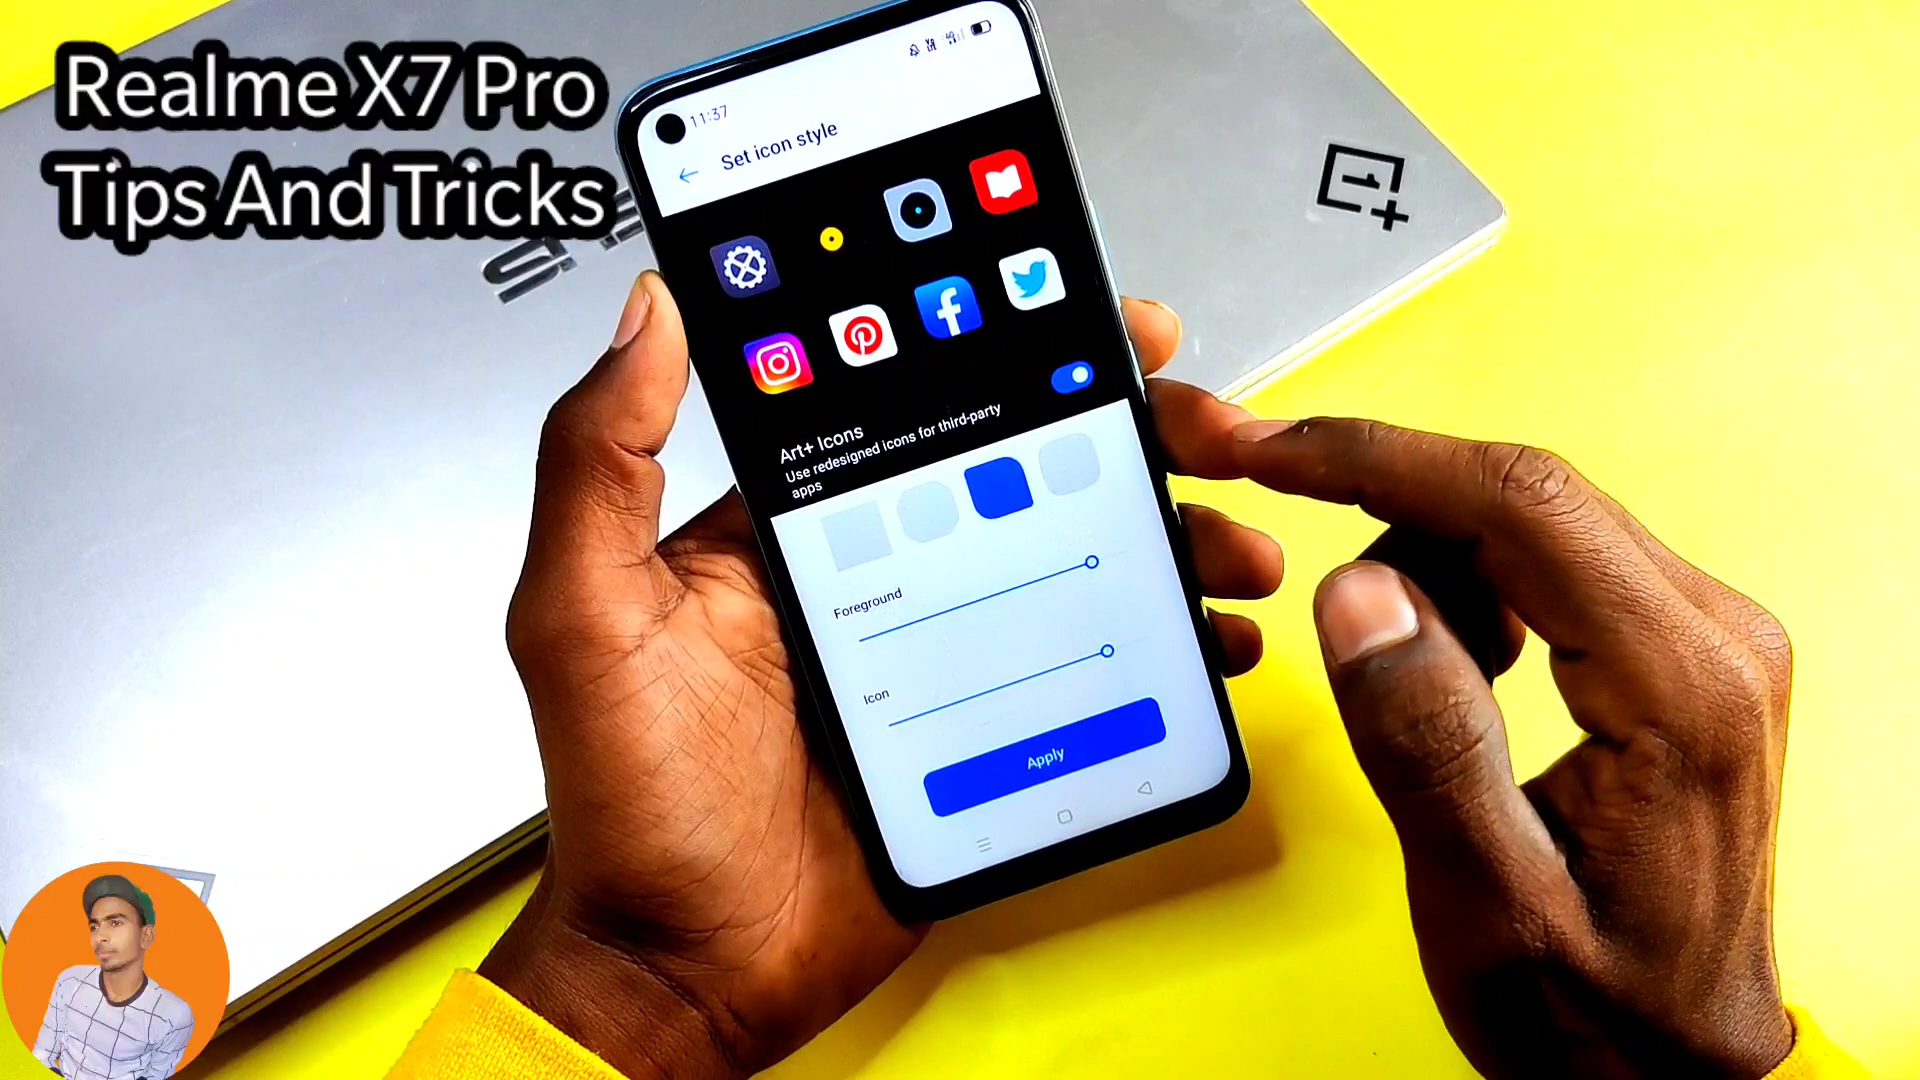 Realme X7 Pro
Tips And Tricks
11:37
Set icon style
Art+ Icons
Use redesigned icons for third-party
apps
Foreground
Icon
Apply